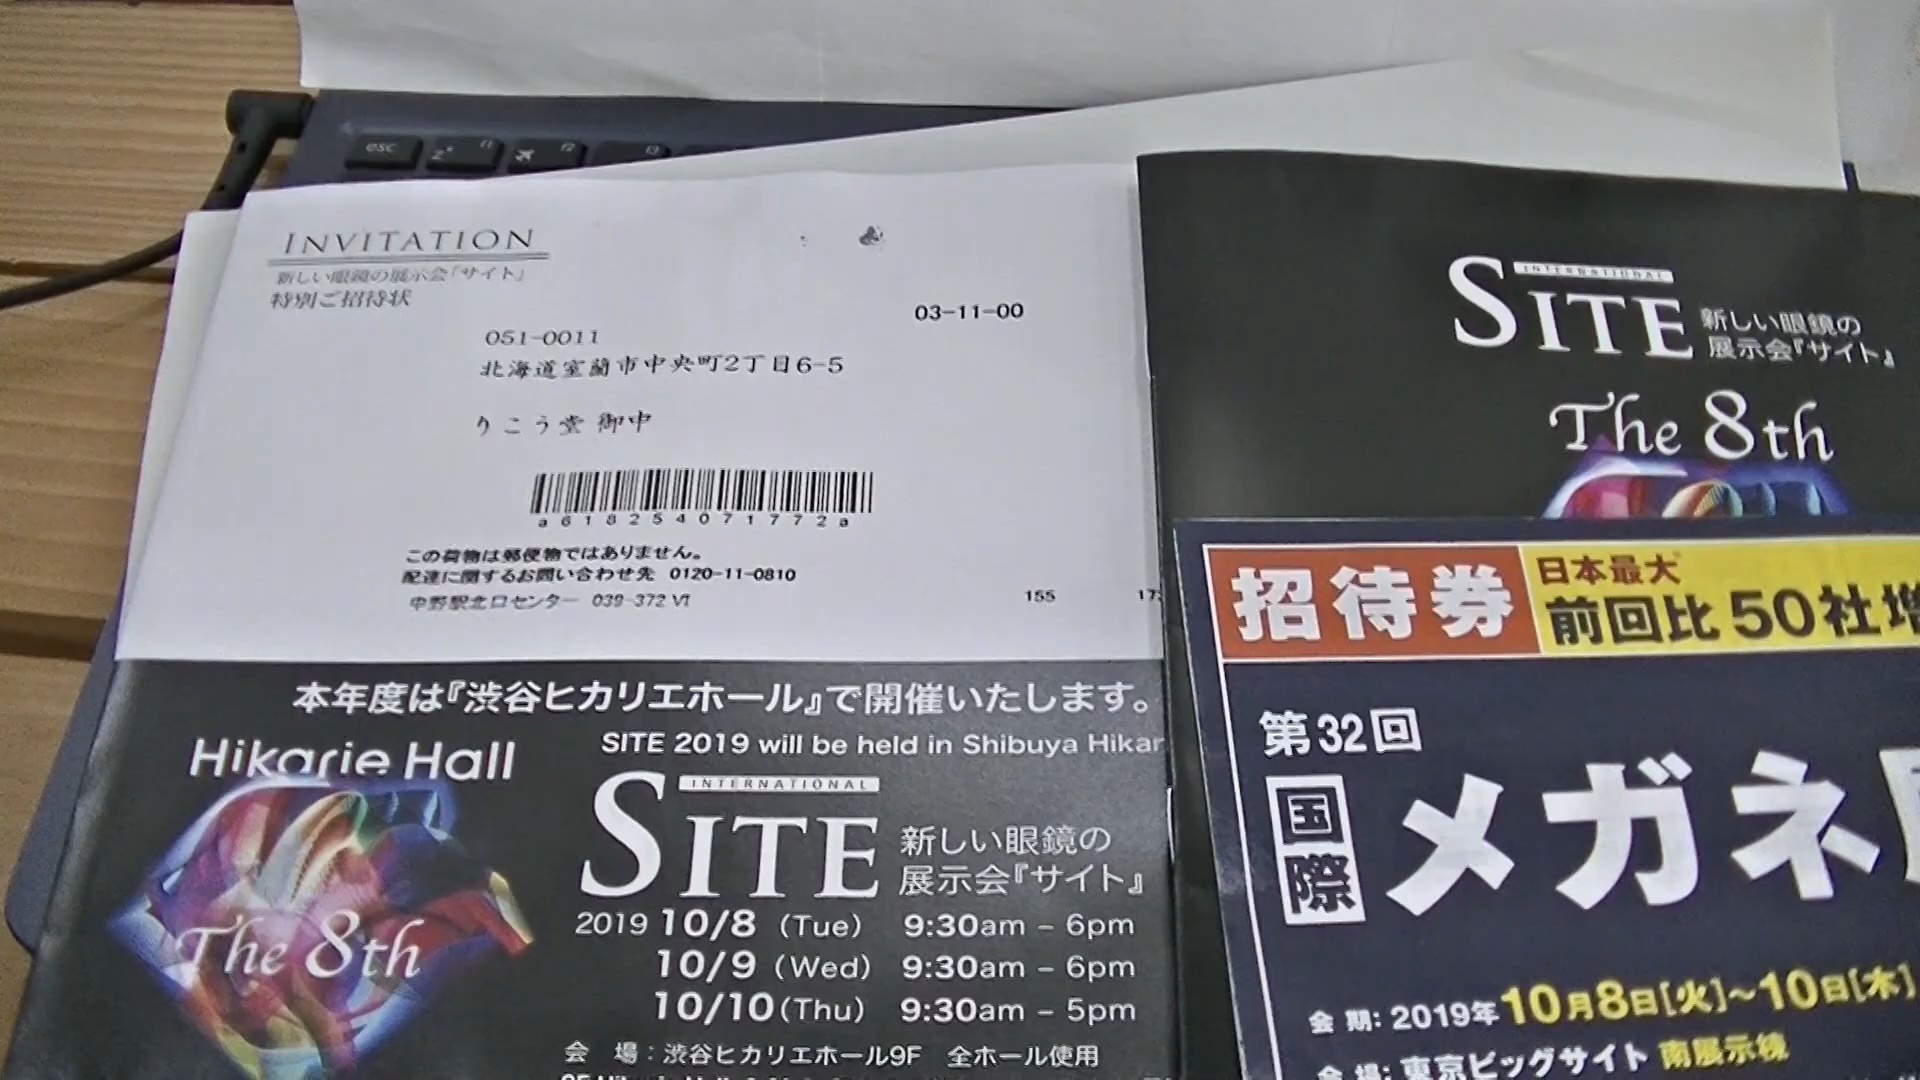 esc
f1
f2
f3
INVITATION
新しい眼鏡の展示会「サイト」
特別ご招待状
03-11-00
051-0011
北海道室蘭市中央町2丁目6-5
りこう堂 御中
a618254071772a
この荷物は郵便物ではありません。
配達に関するお問い合わせ先 0120-11-0810
中野駅北口センター 039-372 VI
155
本年度は『渋谷ヒカリエホール』で開催いたします。
SITE 2019 will be held in Shibuya Hikar
Hikarie Hall
The 8th
INTERNATIONAL
SITE 新しい眼鏡の
展示会『サイト』
2019 10/8 (Tue) 9:30am – 6pm
10/9 (Wed) 9:30am – 6pm
10/10 (Thu) 9:30am – 5pm
会 場：渋谷ヒカリエホール9F 全ホール使用
INTERNATIONAL
SITE 新しい眼鏡の
展示会『サイト』
The 8th
招待券
日本最大
前回比50社増
第32回
国際
メガネ
会 期：2019年10月8日[火]～10日[木]
会 場：東京ビッグサイト 南展示棟